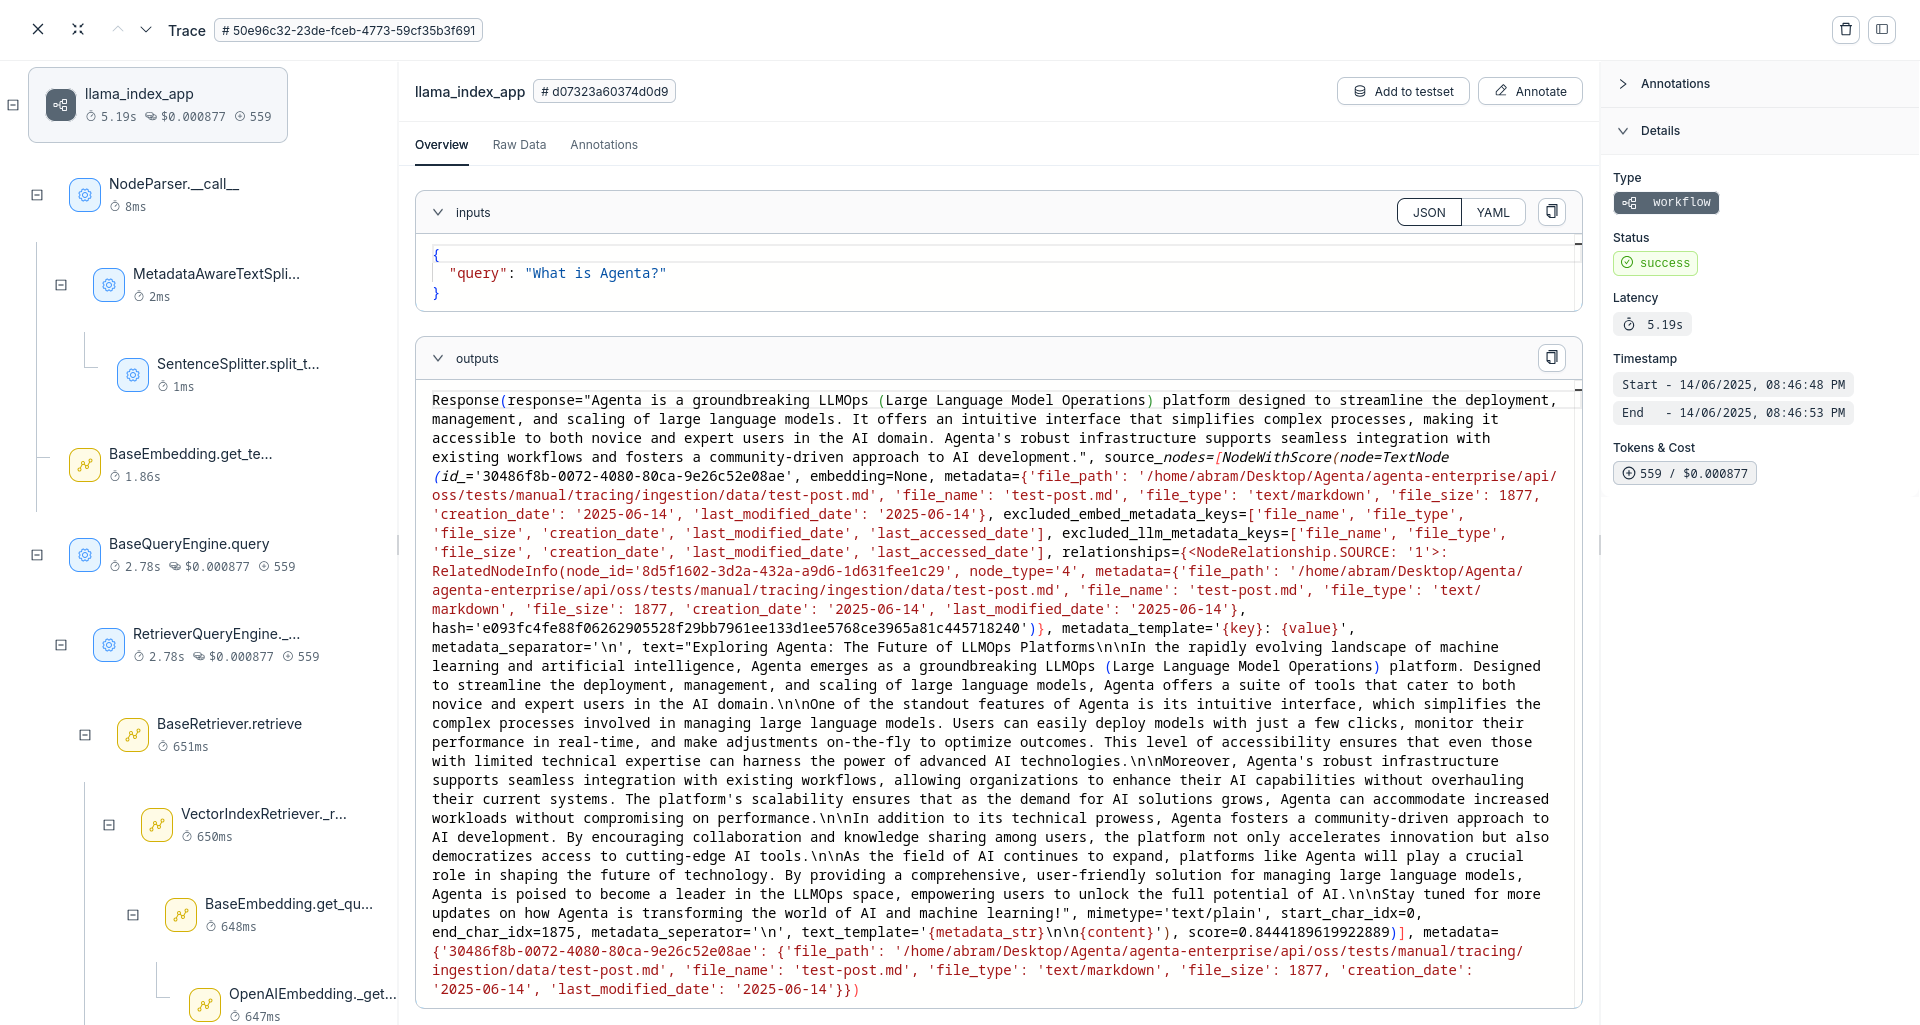 Trace
# 50e96c32-23de-fceb-4773-59cf35b3f691
llama_index_app
5.19s $0.000877 559
NodeParser.__call__
8ms
MetadataAwareTextSpli...
2ms
SentenceSplitter.split_t...
1ms
BaseEmbedding.get_te...
1.86s
BaseQueryEngine.query
2.78s $0.000877 559
RetrieverQueryEngine._...
2.78s $0.000877 559
BaseRetriever.retrieve
651ms
VectorIndexRetriever._r...
650ms
BaseEmbedding.get_qu...
648ms
OpenAIEmbedding._get...
647ms
llama_index_app # d07323a60374d0d9
Add to testset Annotate
Overview Raw Data Annotations
inputs
JSON YAML
{
"query": "What is Agenta?"
}
outputs
Response(response="Agenta is a groundbreaking LLMOps (Large Language Model Operations) platform designed to streamline the deployment,
management, and scaling of large language models. It offers an intuitive interface that simplifies complex processes, making it
accessible to both novice and expert users in the AI domain. Agenta's robust infrastructure supports seamless integration with
existing workflows and fosters a community-driven approach to AI development.", source_nodes=[NodeWithScore(node=TextNode
(id_='30486f8b-0072-4080-80ca-9e26c52e08ae', embedding=None, metadata={'file_path': '/home/abram/Desktop/Agenta/agenta-enterprise/api/
oss/tests/manual/tracing/ingestion/data/test-post.md', 'file_name': 'test-post.md', 'file_type': 'text/markdown', 'file_size': 1877,
'creation_date': '2025-06-14', 'last_modified_date': '2025-06-14'}, excluded_embed_metadata_keys=['file_name', 'file_type',
'file_size', 'creation_date', 'last_modified_date', 'last_accessed_date'], excluded_llm_metadata_keys=['file_name', 'file_type',
'file_size', 'creation_date', 'last_modified_date', 'last_accessed_date'], relationships={<NodeRelationship.SOURCE: '1'>:
RelatedNodeInfo(node_id='8d5f1602-3d2a-432a-a9d6-1d631fee1c29', node_type='4', metadata={'file_path': '/home/abram/Desktop/Agenta/
agenta-enterprise/api/oss/tests/manual/tracing/ingestion/data/test-post.md', 'file_name': 'test-post.md', 'file_type': 'text/
markdown', 'file_size': 1877, 'creation_date': '2025-06-14', 'last_modified_date': '2025-06-14'},
hash='e093fc4fe88f06262905528f29bb7961ee133d1ee5768ce3965a81c445718240')}, metadata_template='{key}: {value}',
metadata_separator='\n', text="Exploring Agenta: The Future of LLMOps Platforms\n\nIn the rapidly evolving landscape of machine
learning and artificial intelligence, Agenta emerges as a groundbreaking LLMOps (Large Language Model Operations) platform. Designed
to streamline the deployment, management, and scaling of large language models, Agenta offers a suite of tools that cater to both
novice and expert users in the AI domain.\n\nOne of the standout features of Agenta is its intuitive interface, which simplifies the
complex processes involved in managing large language models. Users can easily deploy models with just a few clicks, monitor their
performance in real-time, and make adjustments on-the-fly to optimize outcomes. This level of accessibility ensures that even those
with limited technical expertise can harness the power of advanced AI technologies.\n\nMoreover, Agenta's robust infrastructure
supports seamless integration with existing workflows, allowing organizations to enhance their AI capabilities without overhauling
their current systems. The platform's scalability ensures that as the demand for AI solutions grows, Agenta can accommodate increased
workloads without compromising on performance.\n\nIn addition to its technical prowess, Agenta fosters a community-driven approach to
AI development. By encouraging collaboration and knowledge sharing among users, the platform not only accelerates innovation but also
democratizes access to cutting-edge AI tools.\n\nAs the field of AI continues to expand, platforms like Agenta will play a crucial
role in shaping the future of technology. By providing a comprehensive, user-friendly solution for managing large language models,
Agenta is poised to become a leader in the LLMOps space, empowering users to unlock the full potential of AI.\n\nStay tuned for more
updates on how Agenta is transforming the world of AI and machine learning!", mimetype='text/plain', start_char_idx=0,
end_char_idx=1875, metadata_seperator='\n', text_template='{metadata_str}\n\n{content}'), score=0.8444189619922889)], metadata=
{'30486f8b-0072-4080-80ca-9e26c52e08ae': {'file_path': '/home/abram/Desktop/Agenta/agenta-enterprise/api/oss/tests/manual/tracing/
ingestion/data/test-post.md', 'file_name': 'test-post.md', 'file_type': 'text/markdown', 'file_size': 1877, 'creation_date':
'2025-06-14', 'last_modified_date': '2025-06-14'}})
Annotations
Details
Type
workflow
Status
success
Latency
5.19s
Timestamp
Start - 14/06/2025, 08:46:48 PM
End - 14/06/2025, 08:46:53 PM
Tokens & Cost
559 / $0.000877